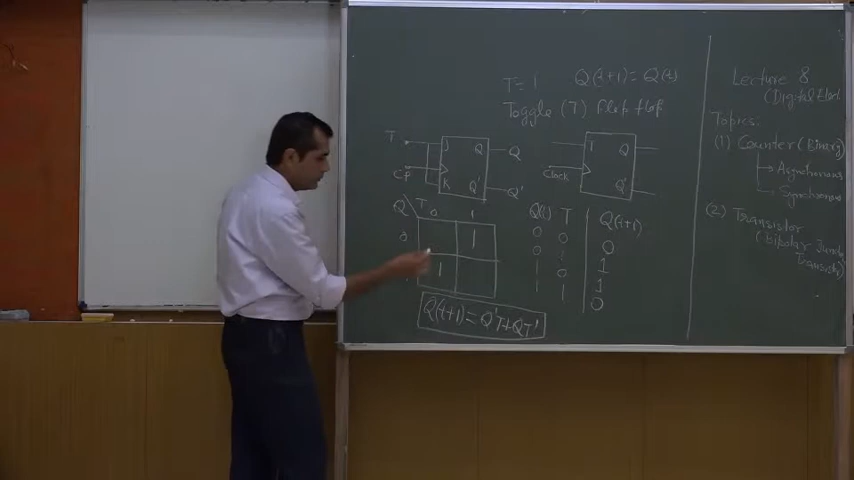 T = 1 Q(t+1) = Q(t)
Toggle (T) flip flop
T J Q Q
CP K Q' Q'
T Q
Clock Q'
Q T 0 1
0 1
1
Q(t) T Q(t+1)
0 0 0
0 1 1
1 0 1
1 1 0
Q(t+1) = Q'T + QT'
Lecture 8
Topics:
(1) Counter (Binary)
Asynchronous
Synchronous
(2) Transistor
(Bipolar Junc
Transistor)